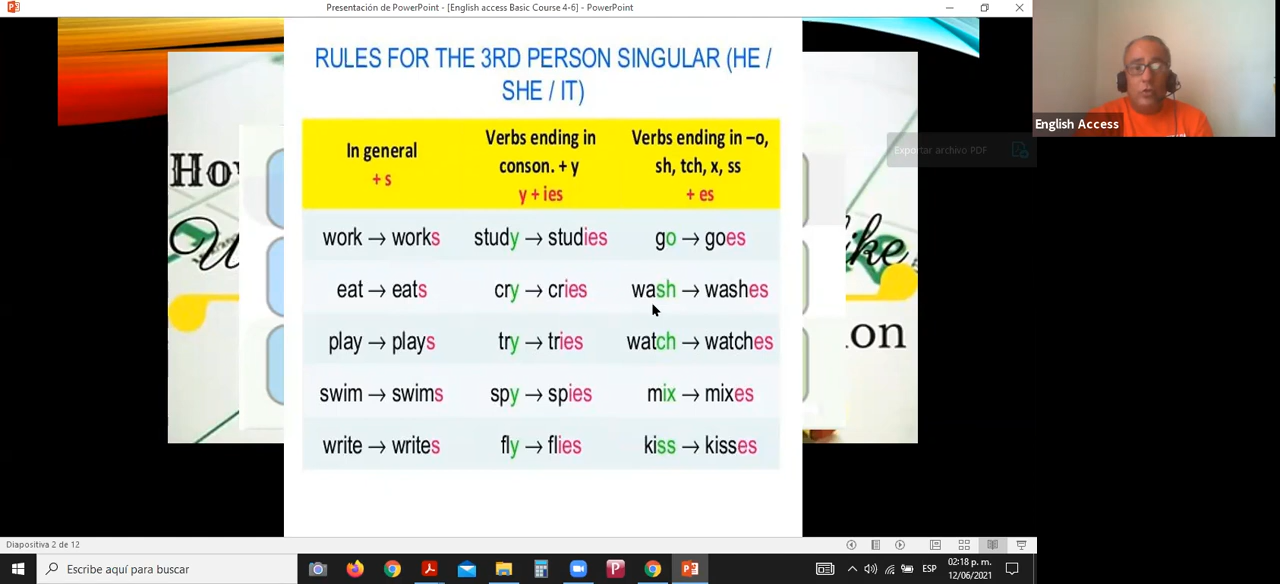 Presentación de PowerPoint - [English access Basic Course 4-6] - PowerPoint
RULES FOR THE 3RD PERSON SINGULAR (HE /
SHE / IT)
In general
+ s
Verbs ending in
conson. + y
y + ies
Verbs ending in –o,
sh, tch, x, ss
+ es
work → works
study → studies
go → goes
eat → eats
cry → cries
wash → washes
play → plays
try → tries
watch → watches
swim → swims
spy → spies
mix → mixes
write → writes
fly → flies
kiss → kisses
English Access
Exportar archivo PDF
Diapositiva 2 de 12
Escribe aquí para buscar
ESP
02:18 p. m.
12/06/2021